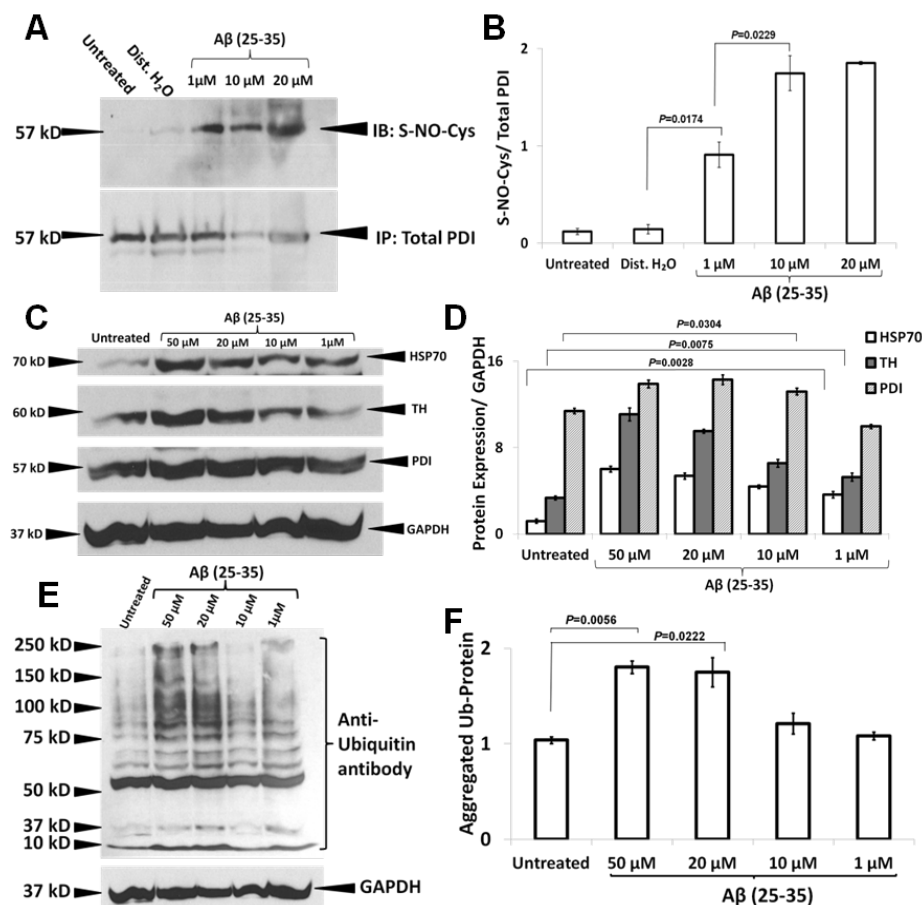 A
Aβ (25-35)
Untreated
Dist. H₂O
1µM 10 µM 20 µM
57 kD
IB: S-NO-Cys
57 kD
IP: Total PDI
B
S-NO-Cys/ Total PDI
2
1
0
P=0.0229
P=0.0174
Untreated Dist. H₂O 1 µM 10 µM 20 µM
Aβ (25-35)
C
Aβ (25-35)
Untreated 50 µM 20 µM 10 µM 1µM
70 kD
HSP70
60 kD
TH
57 kD
PDI
37 kD
GAPDH
D
Protein Expression/ GAPDH
16
8
0
P=0.0304
P=0.0075
P=0.0028
HSP70
TH
PDI
Untreated 50 µM 20 µM 10 µM 1 µM
Aβ (25-35)
E
Aβ (25-35)
Untreated
50 µM
20 µM
10 µM
1µM
250 kD
150 kD
100 kD
75 kD
50 kD
37 kD
10 kD
Anti-
Ubiquitin
antibody
37 kD
GAPDH
F
Aggregated Ub-Protein
2
1
0
P=0.0056
P=0.0222
Untreated 50 µM 20 µM 10 µM 1 µM
Aβ (25-35)